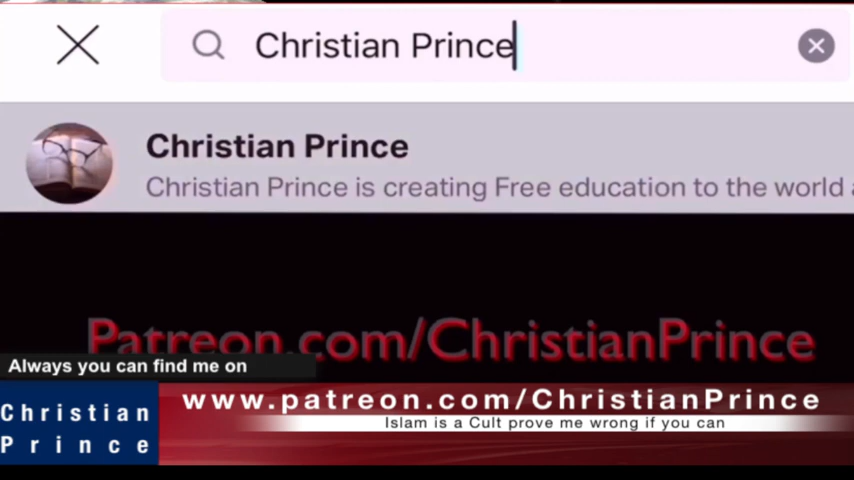 Christian Prince
Christian Prince
Christian Prince is creating Free education to the world
Patreon.com/ChristianPrince
Always you can find me on
Christian
Prince
www.patreon.com/ChristianPrince
Islam is a Cult prove me wrong if you can